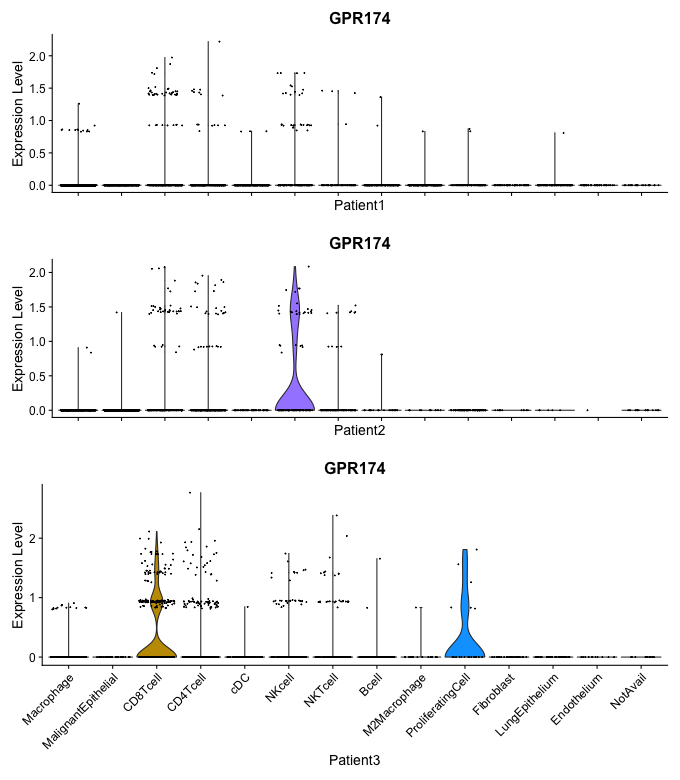 GPR174
Expression Level
2.0
1.5
1.0
0.5
0.0
Patient1
GPR174
Expression Level
2.0
1.5
1.0
0.5
0.0
Patient2
GPR174
Expression Level
2
1
0
Macrophage
MalignantEpithelial
CD8Tcell
CD4Tcell
cDC
NKcell
NKTcell
Bcell
M2Macrophage
ProliferatingCell
Fibroblast
LungEpithelium
Endothelium
NotAvail
Patient3